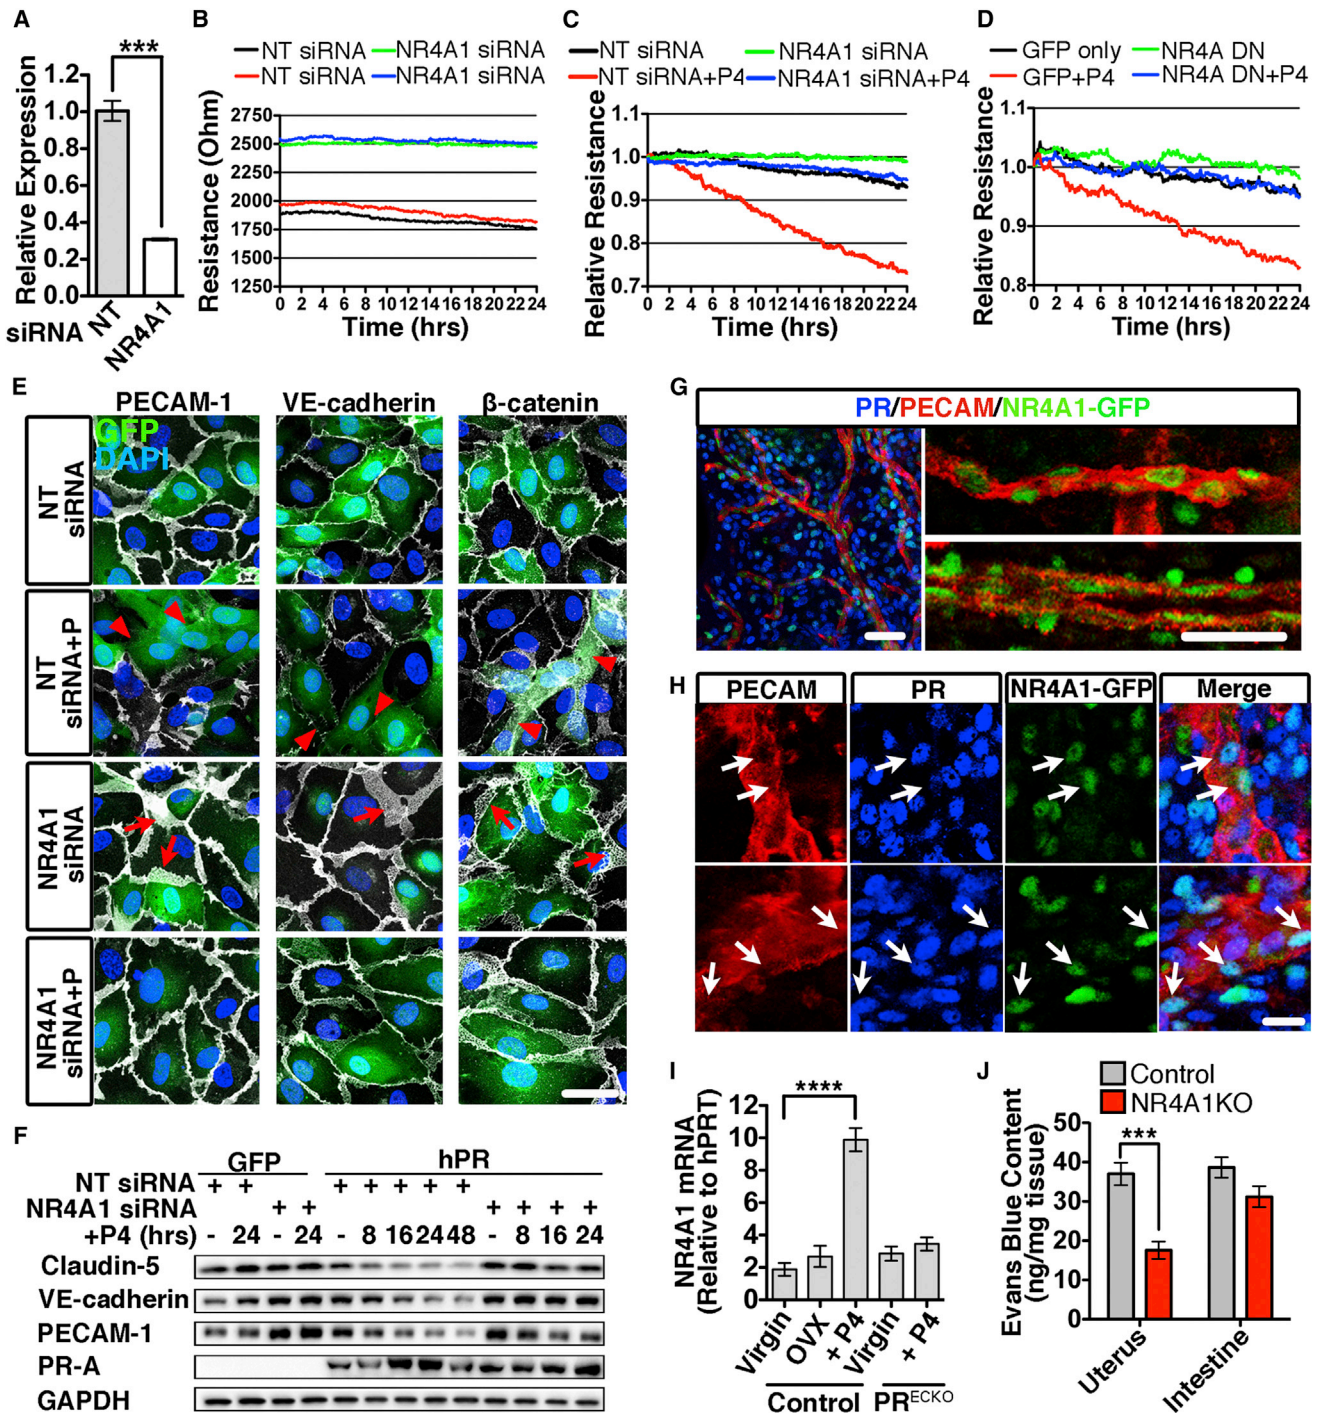 A
***
Relative Expression
1.2
1.0
0.8
0.6
0.4
0.2
0.0
siRNA
NT
NR4A1
B
NT siRNA
NR4A1 siRNA
NT siRNA
NR4A1 siRNA
Resistance (Ohm)
2750
2500
2250
2000
1750
1500
1250
0 2 4 6 8 10 12 14 16 18 20 22 24
Time (hrs)
C
NT siRNA
NR4A1 siRNA
NT siRNA+P4
NR4A1 siRNA+P4
Relative Resistance
1.1
1.0
0.9
0.8
0.7
0 2 4 6 8 10 12 14 16 18 20 22 24
Time (hrs)
D
GFP only
NR4A DN
GFP+P4
NR4A DN+P4
Relative Resistance
1.1
1.0
0.9
0.8
0 2 4 6 8 10 12 14 16 18 20 22 24
Time (hrs)
E
PECAM-1
VE-cadherin
β-catenin
GFP
DAPI
NT
siRNA
NT
siRNA+P
NR4A1
siRNA
NR4A1
siRNA+P
F
GFP
hPR
NT siRNA + + + + + + +
NR4A1 siRNA + + + + + +
+P4 (hrs) - 24 - 24 - 8 16 24 48 - 8 16 24
Claudin-5
VE-cadherin
PECAM-1
PR-A
GAPDH
G
PR/PECAM/NR4A1-GFP
H
PECAM
PR
NR4A1-GFP
Merge
I
****
NR4A1 mRNA
(Relative to hPRT)
12
10
8
6
4
2
0
Virgin
OVX
+ P4
Virgin
+ P4
Control
PRECKO
J
Control
NR4A1KO
***
Evans Blue Content
(ng/mg tissue)
50
40
30
20
10
0
Uterus
Intestine